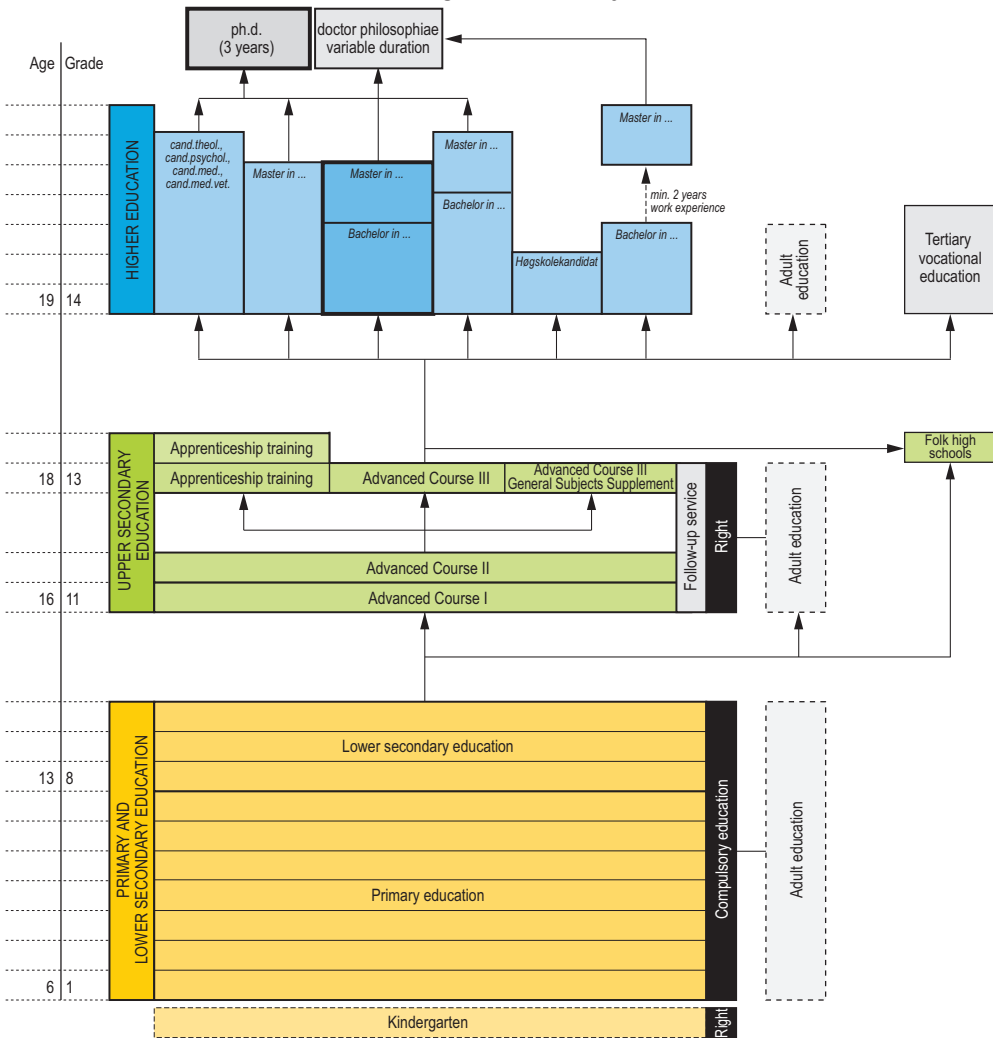 ph.d.
(3 years)
doctor philosophiae
variable duration
Age
Grade
HIGHER EDUCATION
cand.theol.,
cand.psychol.,
cand.med.,
cand.med.vet.
Master in ...
Master in ...
Bachelor in ...
Master in ...
Bachelor in ...
Høgskolekandidat
Master in ...
min. 2 years
work experience
Bachelor in ...
Adult
education
Tertiary
vocational
education
19 14
UPPER SECONDARY
EDUCATION
Apprenticeship training
Folk high
schools
18 13
Apprenticeship training
Advanced Course III
Advanced Course III
General Subjects Supplement
Follow-up service
Right
Adult education
Advanced Course II
16 11
Advanced Course I
PRIMARY AND
LOWER SECONDARY EDUCATION
Lower secondary education
13 8
Compulsory education
Adult education
Primary education
6 1
Kindergarten
Right